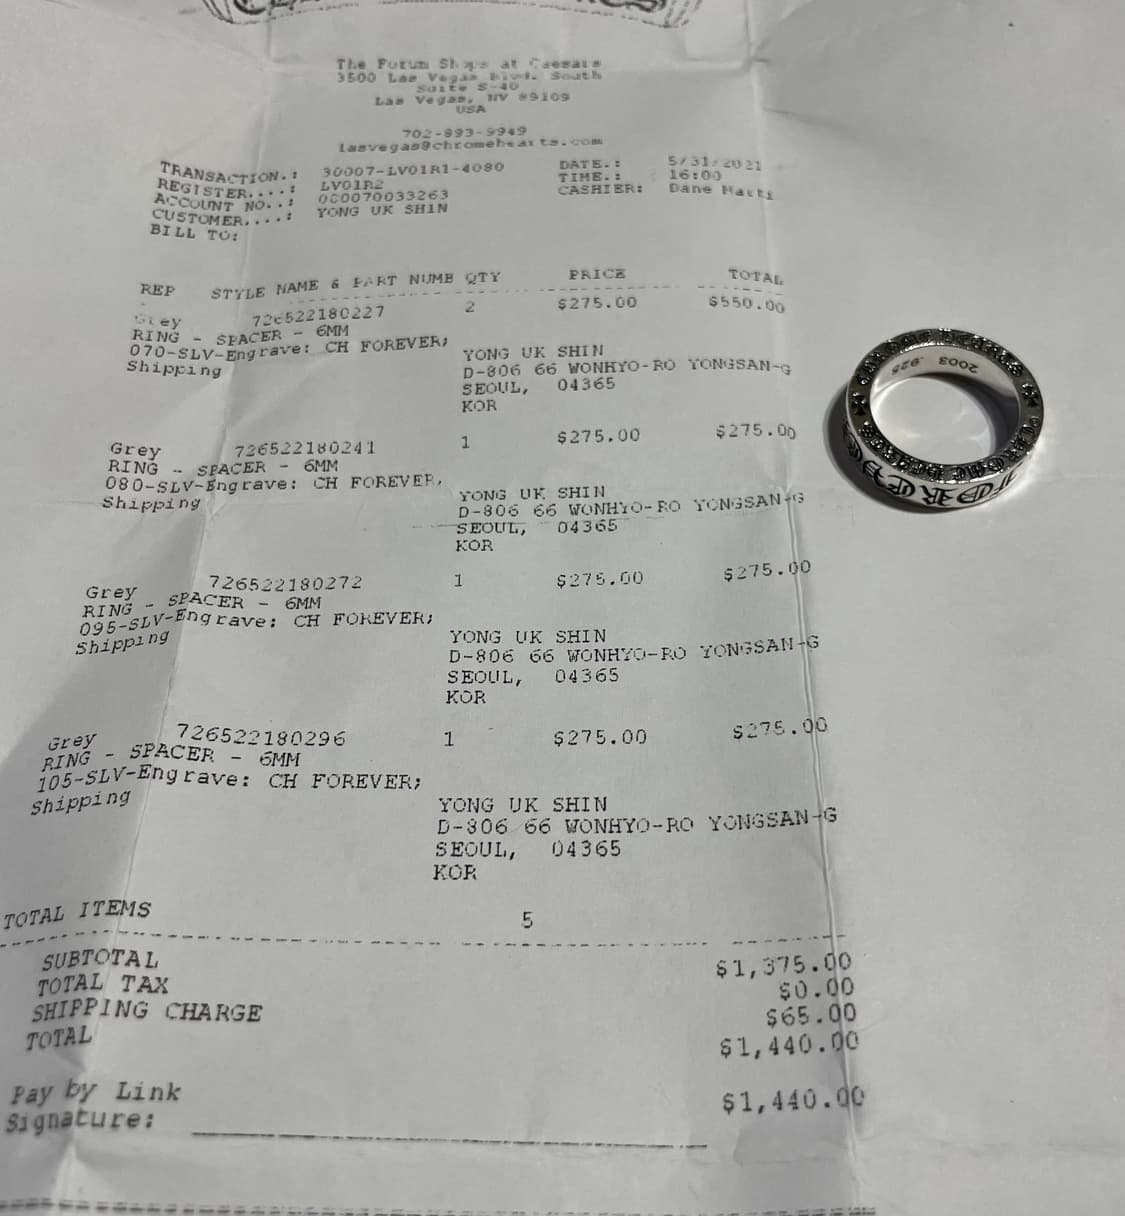 The Forum Shops at Caesars
3500 Las Vegas Blvd. South
Suite S-40
Las Vegas, NV 89109
USA
702-893-9949
lasvegas@chromehearts.com
TRANSACTION.: 30007-LV01R1-4080 DATE.: 5/31/2021
REGISTER....: LV01R2 TIME.: 16:00
ACCOUNT NO..: 000070033263 CASHIER: Dane
CUSTOMER....: YONG UK SHIN
BILL TO:
REP STYLE NAME & PART NUMB QTY PRICE TOTAL
Grey 726522180227 2 $275.00 $550.00
RING - SPACER - 6MM
070-SLV-Engrave: CH FOREVER;
Shipping YONG UK SHIN
D-806 66 WONHYO-RO YONGSAN-G
SEOUL, 04365
KOR
Grey 726522180241 1 $275.00 $275.00
RING - SPACER - 6MM
080-SLV-Engrave: CH FOREVER,
Shipping YONG UK SHIN
D-806 66 WONHYO-RO YONGSAN-G
SEOUL, 04365
KOR
Grey 726522180272 1 $275.00 $275.00
RING - SPACER - 6MM
095-SLV-Engrave: CH FOREVER;
Shipping YONG UK SHIN
D-806 66 WONHYO-RO YONGSAN-G
SEOUL, 04365
KOR
Grey 726522180296 1 $275.00 $275.00
RING - SPACER - 6MM
105-SLV-Engrave: CH FOREVER;
Shipping YONG UK SHIN
D-806 66 WONHYO-RO YONGSAN-G
SEOUL, 04365
KOR
TOTAL ITEMS 5
SUBTOTAL $1,375.00
TOTAL TAX $0.00
SHIPPING CHARGE $65.00
TOTAL $1,440.00
Pay by Link $1,440.00
Signature:
2003 .925